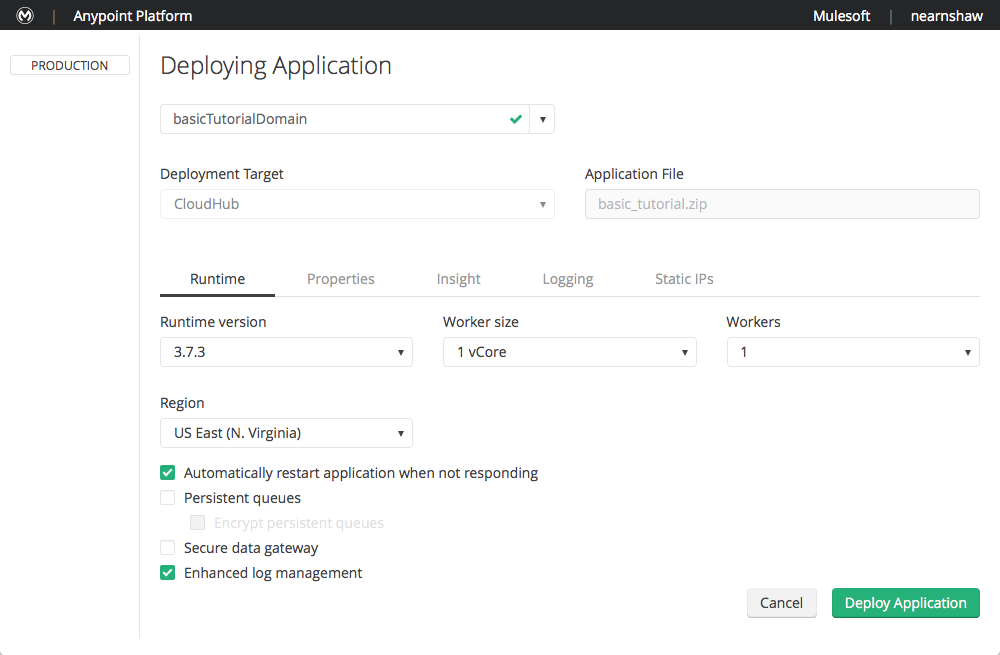 Anypoint Platform
Mulesoft
nearnshaw
PRODUCTION
Deploying Application
basicTutorialDomain
Deployment Target
Application File
CloudHub
basic_tutorial.zip
Runtime Properties Insight Logging Static IPs
Runtime version
Worker size
Workers
3.7.3
1 vCore
1
Region
US East (N. Virginia)
Automatically restart application when not responding
Persistent queues
Encrypt persistent queues
Secure data gateway
Enhanced log management
Cancel
Deploy Application